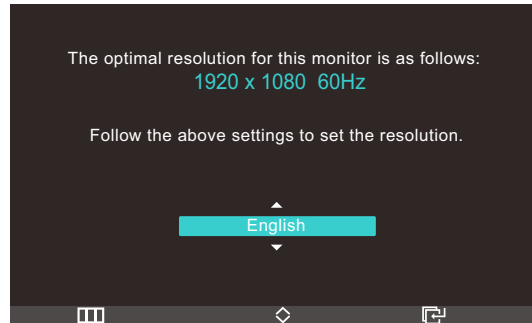 The optimal resolution for this monitor is as follows:
1920 x 1080  60Hz
Follow the above settings to set the resolution.
English